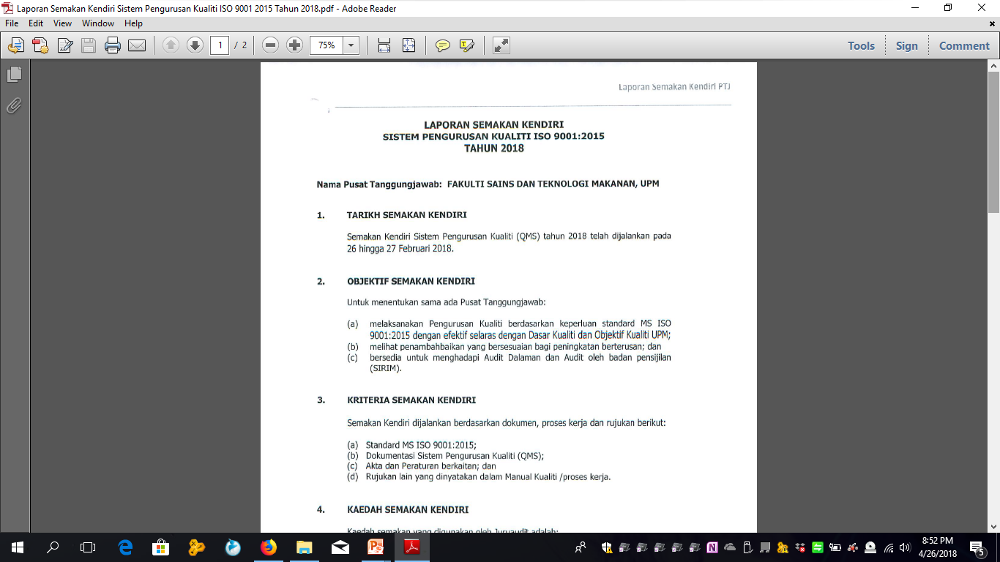 Laporan Semakan Kendiri Sistem Pengurusan Kualiti ISO 9001 2015 Tahun 2018.pdf - Adobe Reader
File Edit View Window Help
1 / 2 75% Tools Sign Comment
Laporan Semakan Kendiri PTJ
LAPORAN SEMAKAN KENDIRI
SISTEM PENGURUSAN KUALITI ISO 9001:2015
TAHUN 2018
Nama Pusat Tanggungjawab: FAKULTI SAINS DAN TEKNOLOGI MAKANAN, UPM
1. TARIKH SEMAKAN KENDIRI
Semakan Kendiri Sistem Pengurusan Kualiti (QMS) tahun 2018 telah dijalankan pada
26 hingga 27 Februari 2018.
2. OBJEKTIF SEMAKAN KENDIRI
Untuk menentukan sama ada Pusat Tanggungjawab:
(a) melaksanakan Pengurusan Kualiti berdasarkan keperluan standard MS ISO
9001:2015 dengan efektif selaras dengan Dasar Kualiti dan Objektif Kualiti UPM;
(b) melihat penambahbaikan yang bersesuaian bagi peningkatan berterusan; dan
(c) bersedia untuk menghadapi Audit Dalaman dan Audit oleh badan pensijilan
(SIRIM).
3. KRITERIA SEMAKAN KENDIRI
Semakan Kendiri dijalankan berdasarkan dokumen, proses kerja dan rujukan berikut:
(a) Standard MS ISO 9001:2015;
(b) Dokumentasi Sistem Pengurusan Kualiti (QMS);
(c) Akta dan Peraturan berkaitan; dan
(d) Rujukan lain yang dinyatakan dalam Manual Kualiti /proses kerja.
4. KAEDAH SEMAKAN KENDIRI
Kaedah semakan yang digunakan oleh Juruaudit adalah:
8:52 PM
4/26/2018
5